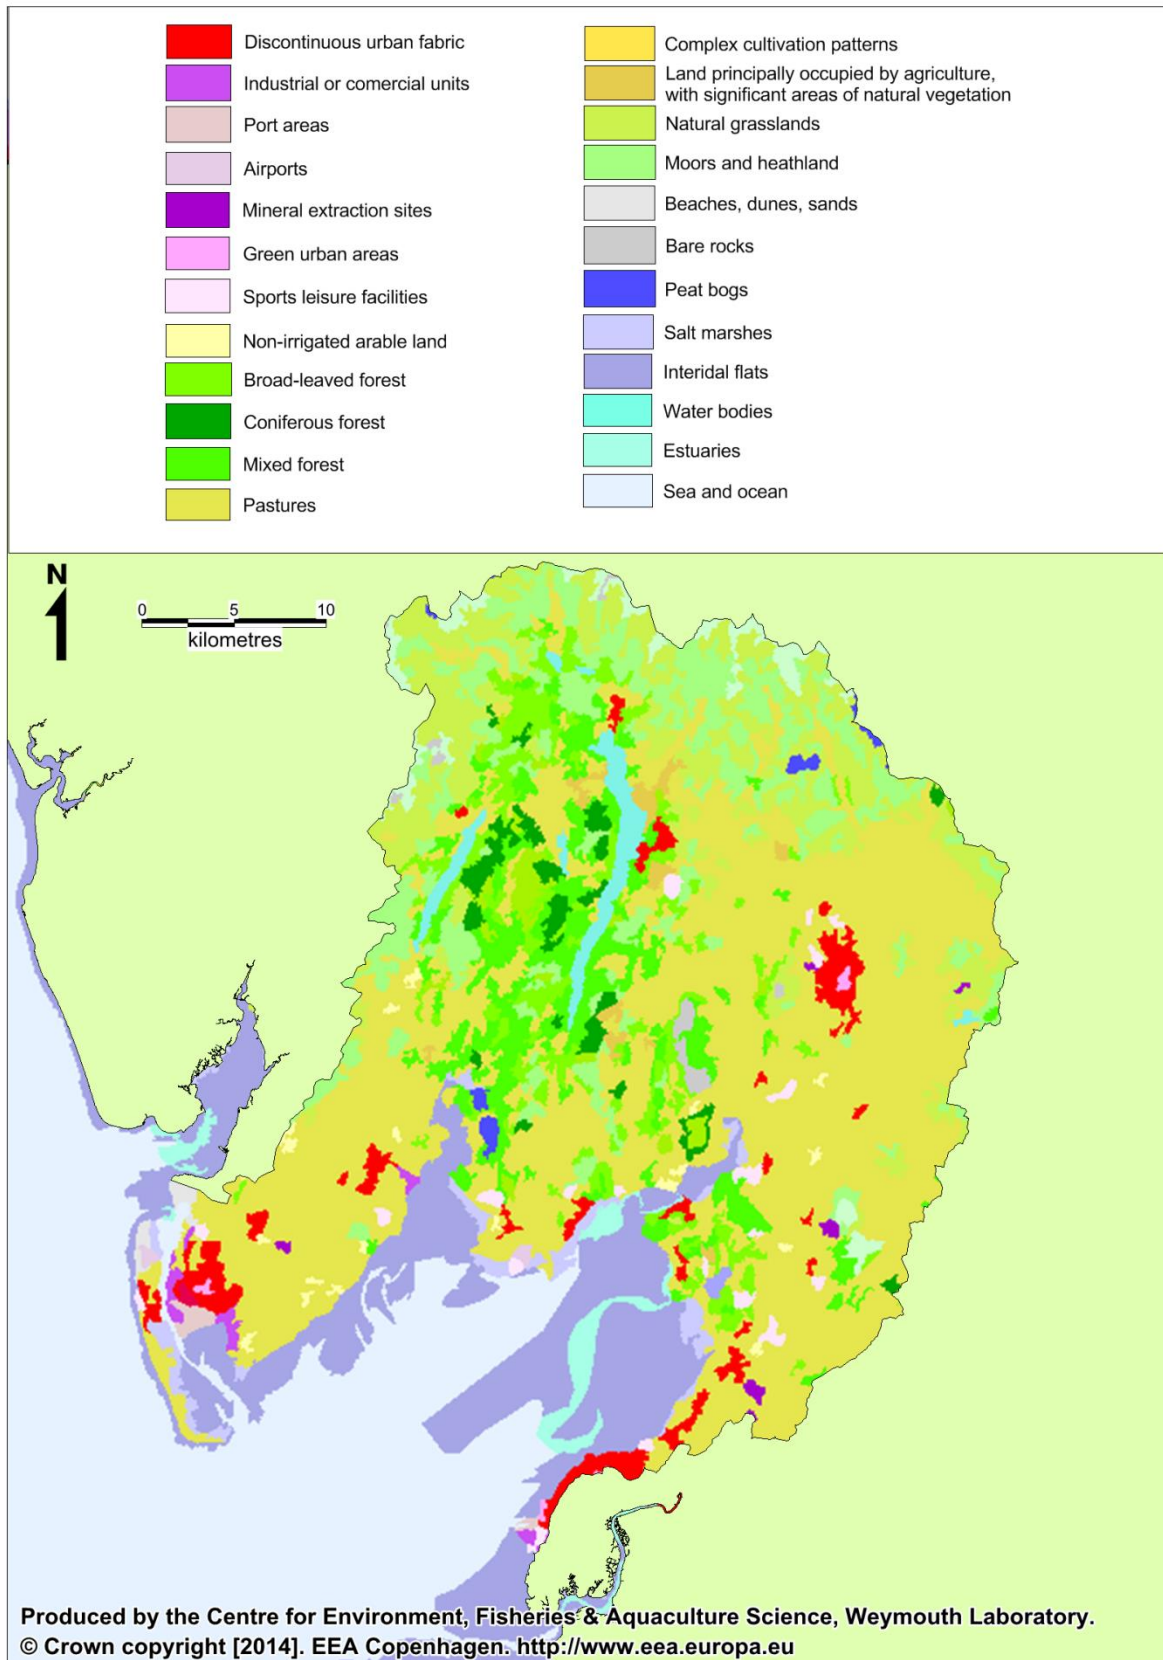 Discontinuous urban fabric
Industrial or comercial units
Port areas
Airports
Mineral extraction sites
Green urban areas
Sports leisure facilities
Non-irrigated arable land
Broad-leaved forest
Coniferous forest
Mixed forest
Pastures
Complex cultivation patterns
Land principally occupied by agriculture,
with significant areas of natural vegetation
Natural grasslands
Moors and heathland
Beaches, dunes, sands
Bare rocks
Peat bogs
Salt marshes
Interidal flats
Water bodies
Estuaries
Sea and ocean
N
0 5 10
kilometres
Produced by the Centre for Environment, Fisheries & Aquaculture Science, Weymouth Laboratory.
© Crown copyright [2014]. EEA Copenhagen. http://www.eea.europa.eu